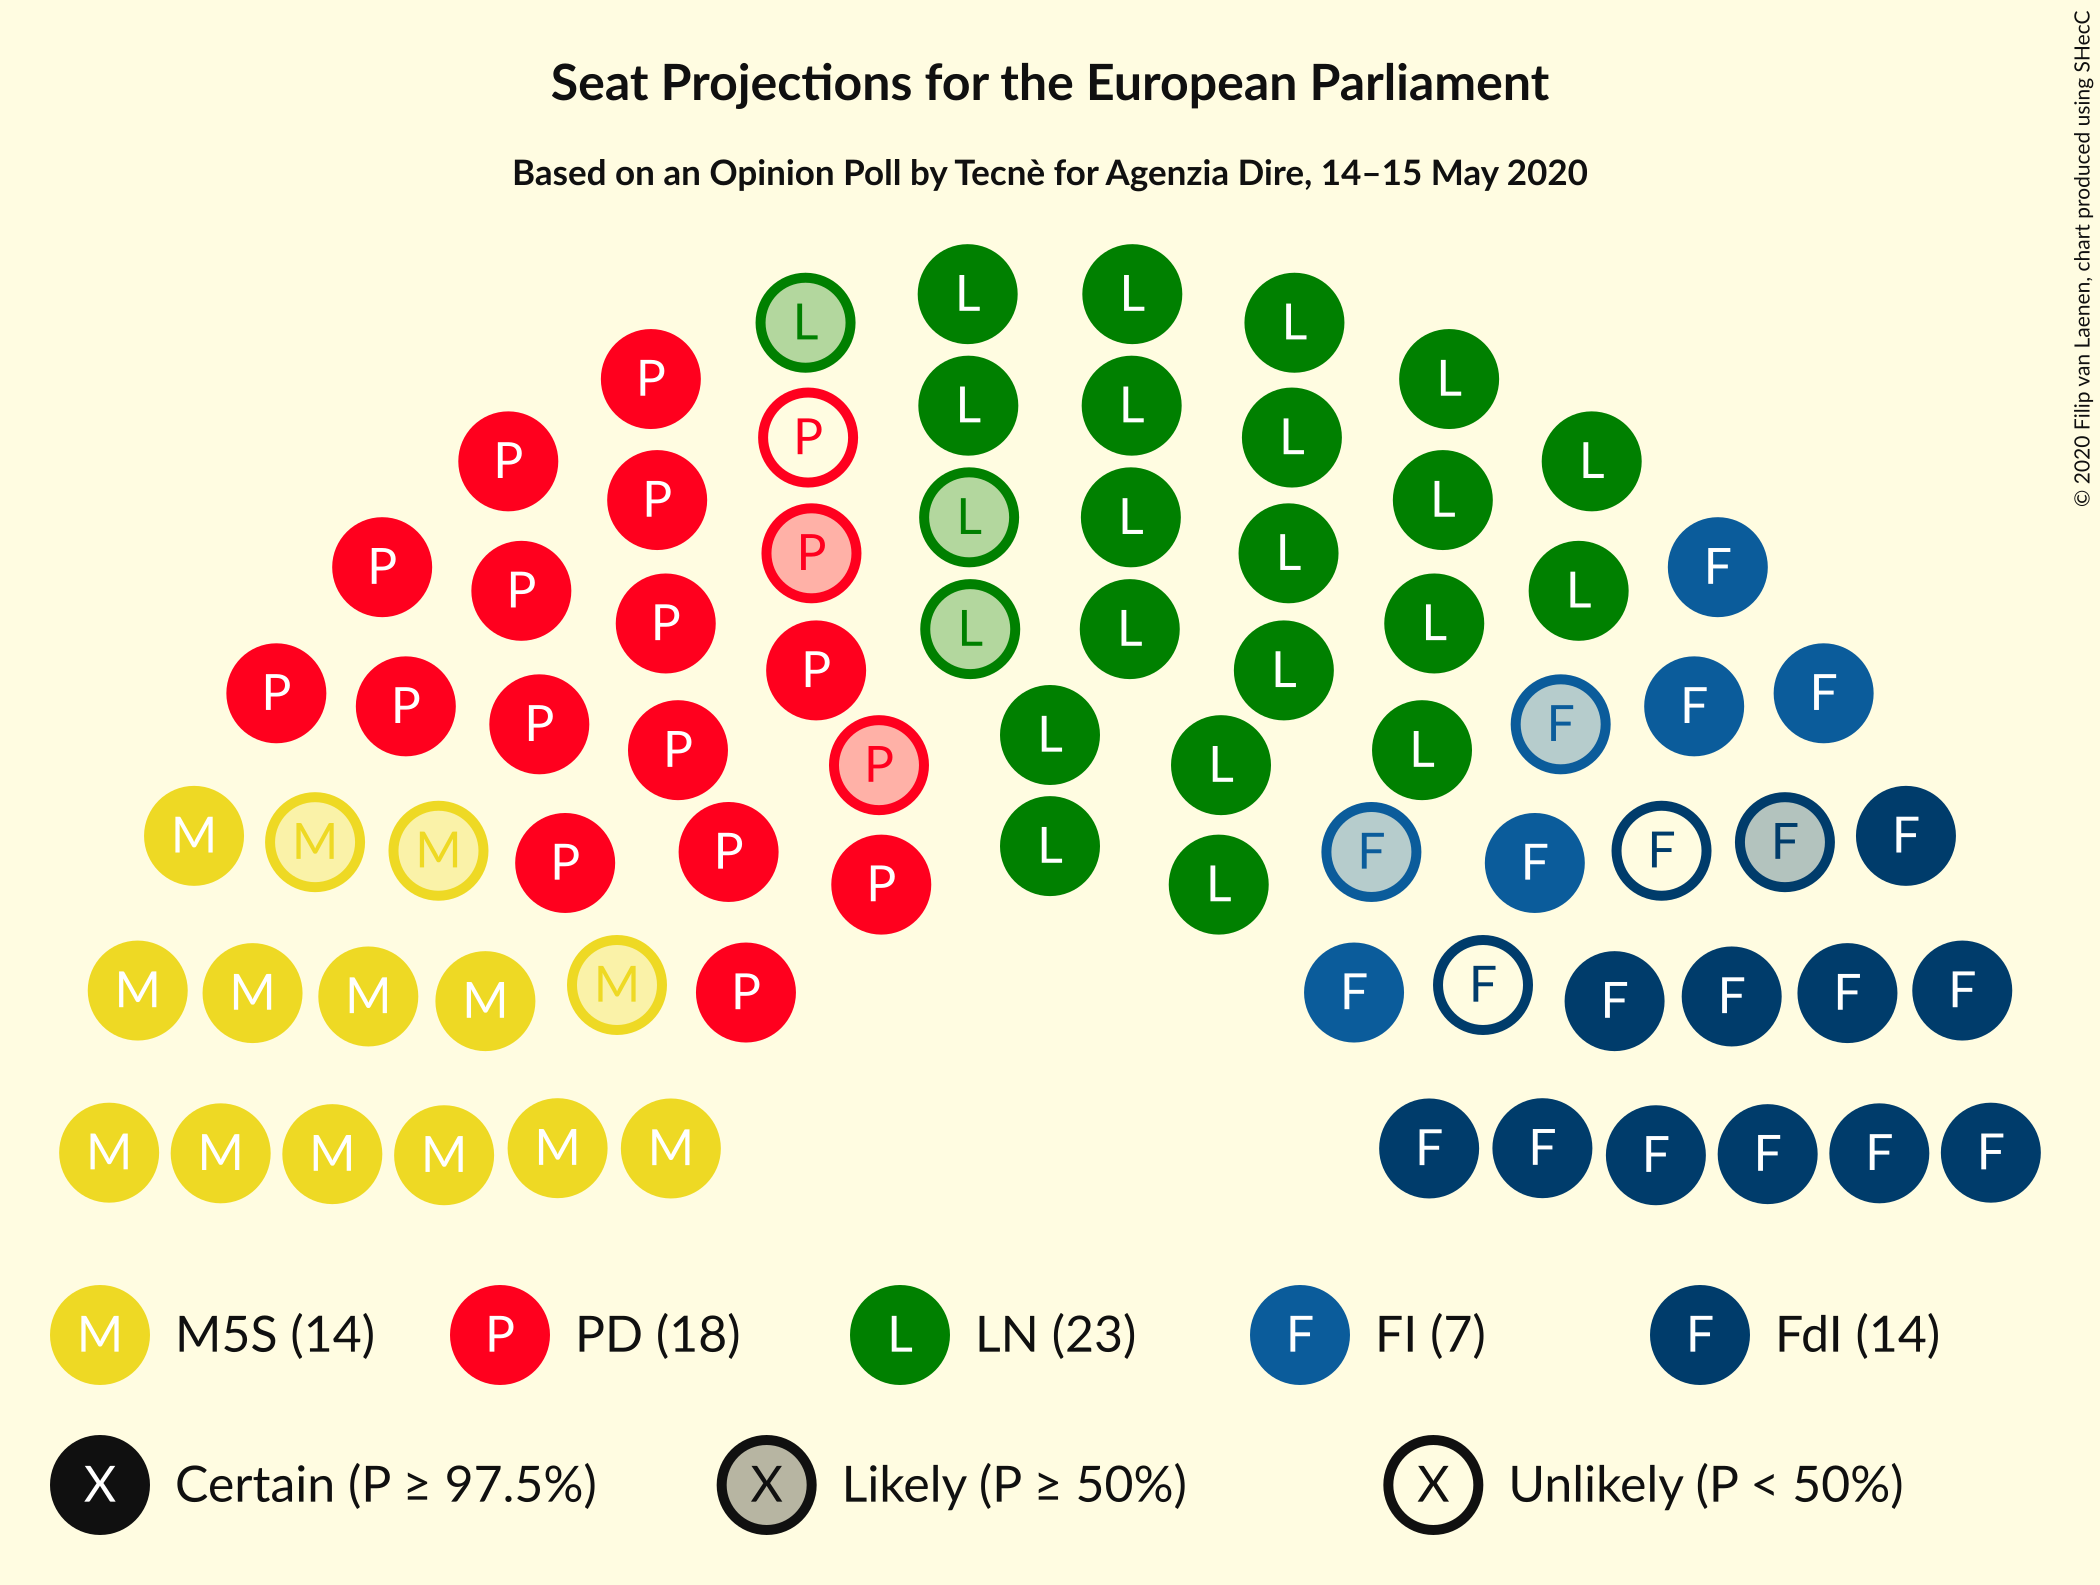 Seat Projections for the European Parliament
Based on an Opinion Poll by Tecnè for Agenzia Dire, 14–15 May 2020
© 2020 Filip van Laenen, chart produced using SHecC
L L L L
P L L L
P P L L
P P L L L L
P P P L L L F
P P L L L
P P P P L L F F F
P P L L L
M M M P P P L L F F F F F
M M M M M P F F F F F F
M M M M M M F F F F F F
M M5S (14) P PD (18) L LN (23) F FI (7) F FdI (14)
X Certain (P ≥ 97.5%) X Likely (P ≥ 50%) X Unlikely (P < 50%)